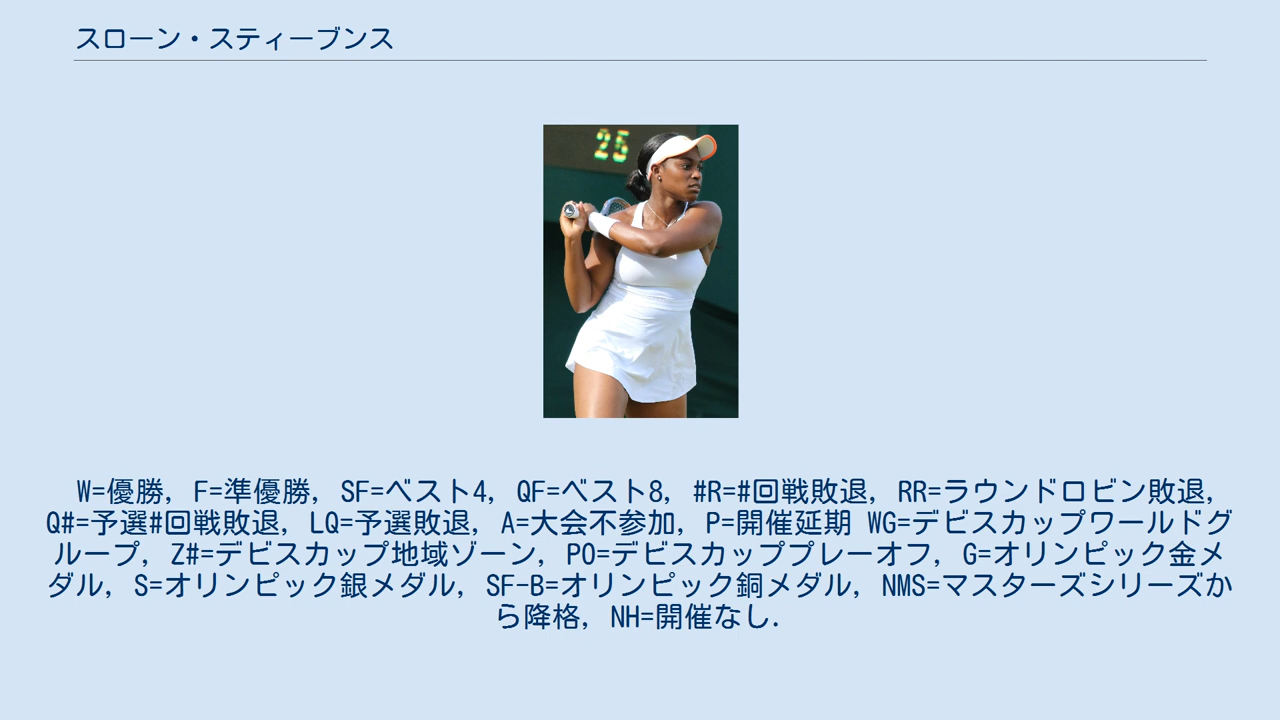 スローン・スティーブンス
25
W=優勝, F=準優勝, SF=ベスト4, QF=ベスト8, #R=#回戦敗退, RR=ラウンドロビン敗退,
Q#=予選#回戦敗退, LQ=予選敗退, A=大会不参加, P=開催延期 WG=デビスカップワールドグ
ループ, Z#=デビスカップ地域ゾーン, PO=デビスカッププレーオフ, G=オリンピック金メ
ダル, S=オリンピック銀メダル, SF-B=オリンピック銅メダル, NMS=マスターズシリーズか
ら降格, NH=開催なし.